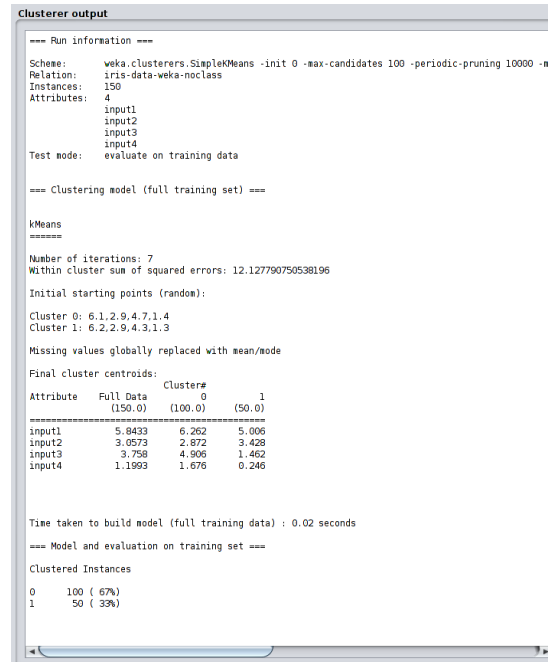 Clusterer output
=== Run information ===
Scheme: weka.clusterers.SimpleKMeans -init 0 -max-candidates 100 -periodic-pruning 10000 -m
Relation: iris-data-weka-noclass
Instances: 150
Attributes: 4
input1
input2
input3
input4
Test mode: evaluate on training data
=== Clustering model (full training set) ===
kMeans
======
Number of iterations: 7
Within cluster sum of squared errors: 12.127790750538196
Initial starting points (random):
Cluster 0: 6.1,2.9,4.7,1.4
Cluster 1: 6.2,2.9,4.3,1.3
Missing values globally replaced with mean/mode
Final cluster centroids:
Cluster#
Attribute Full Data 0 1
(150.0) (100.0) (50.0)
============================================
input1 5.8433 6.262 5.006
input2 3.0573 2.872 3.428
input3 3.758 4.906 1.462
input4 1.1993 1.676 0.246
Time taken to build model (full training data) : 0.02 seconds
=== Model and evaluation on training set ===
Clustered Instances
0 100 ( 67%)
1 50 ( 33%)